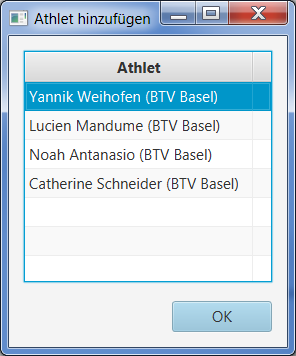 Athlet hinzufügen
Athlet
Yannik Weihofen (BTV Basel)
Lucien Mandume (BTV Basel)
Noah Antanasio (BTV Basel)
Catherine Schneider (BTV Basel)
OK